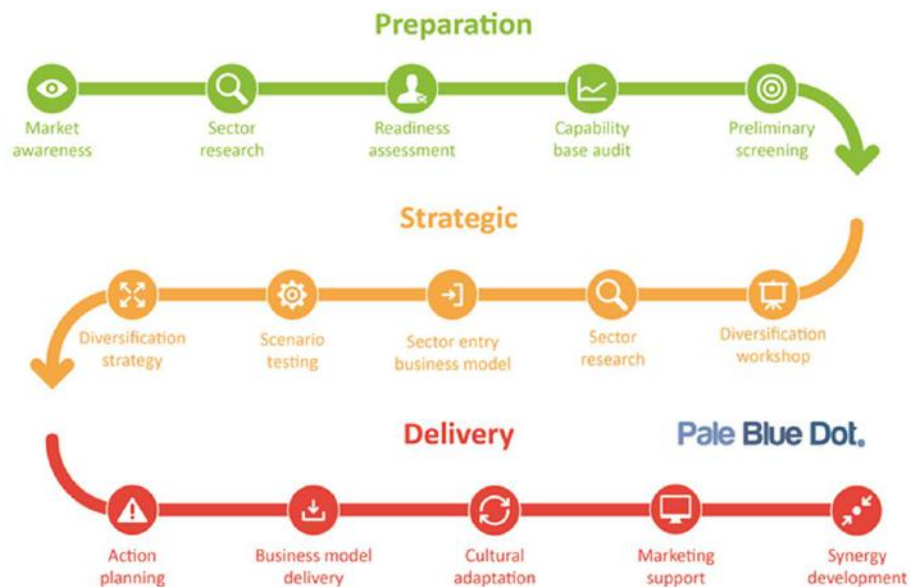 Preparation
Market
awareness
Sector
research
Readiness
assessment
Capability
base audit
Preliminary
screening
Strategic
Diversification
strategy
Scenario
testing
Sector entry
business model
Sector
research
Diversification
workshop
Delivery
Pale Blue Dot.
Action
planning
Business model
delivery
Cultural
adaptation
Marketing
support
Synergy
development